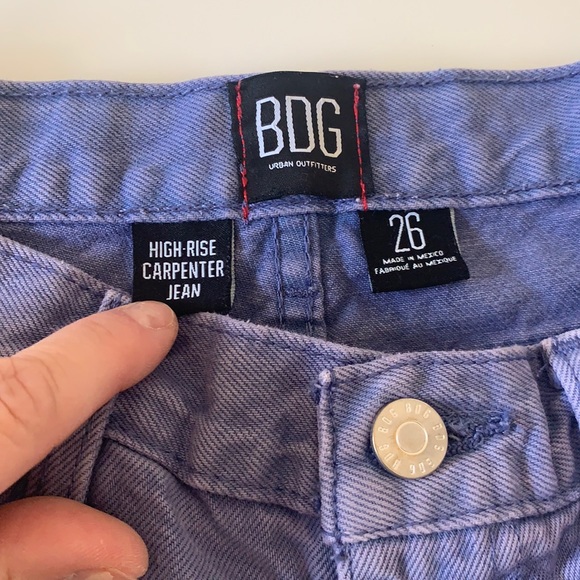 BDG
URBAN OUTFITTERS
HIGH-RISE
CARPENTER
JEAN
26
MADE IN MEXICO
FABRIQUÉ AU MEXIQUE
BDG BDG BDG BDG